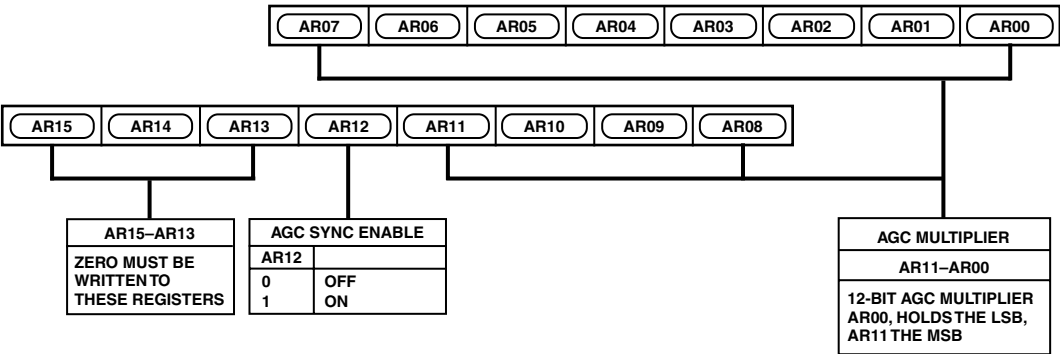 AR07 AR06 AR05 AR04 AR03 AR02 AR01 AR00
AR15 AR14 AR13 AR12 AR11 AR10 AR09 AR08
AR15–AR13
ZERO MUST BE
WRITTEN TO
THESE REGISTERS
AGC SYNC ENABLE
AR12
0 OFF
1 ON
AGC MULTIPLIER
AR11–AR00
12-BIT AGC MULTIPLIER
AR00, HOLDS THE LSB,
AR11 THE MSB